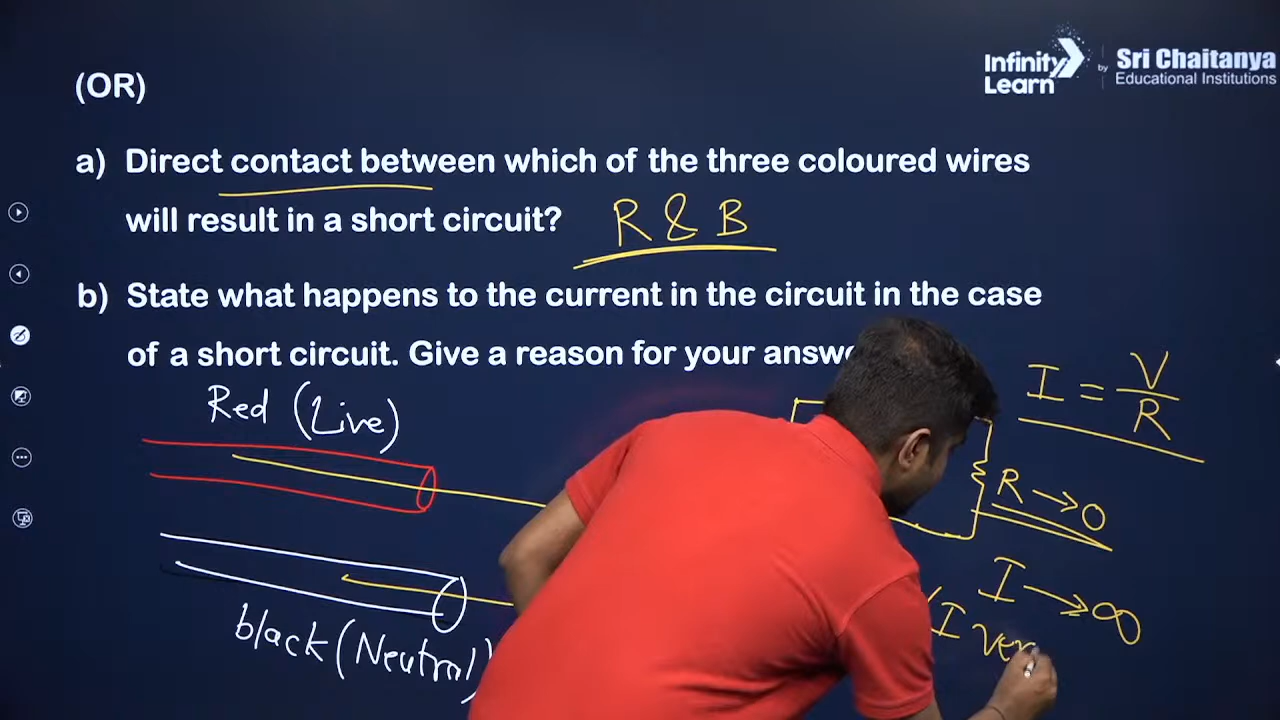 (OR)
Infinity Learn
by
Sri Chaitanya
Educational Institutions
a) Direct contact between which of the three coloured wires
will result in a short circuit?
R & B
b) State what happens to the current in the circuit in the case
of a short circuit. Give a reason for your answe
Red (Live)
I = V/R
R → 0
I → ∞
I ver
black (Neutral)